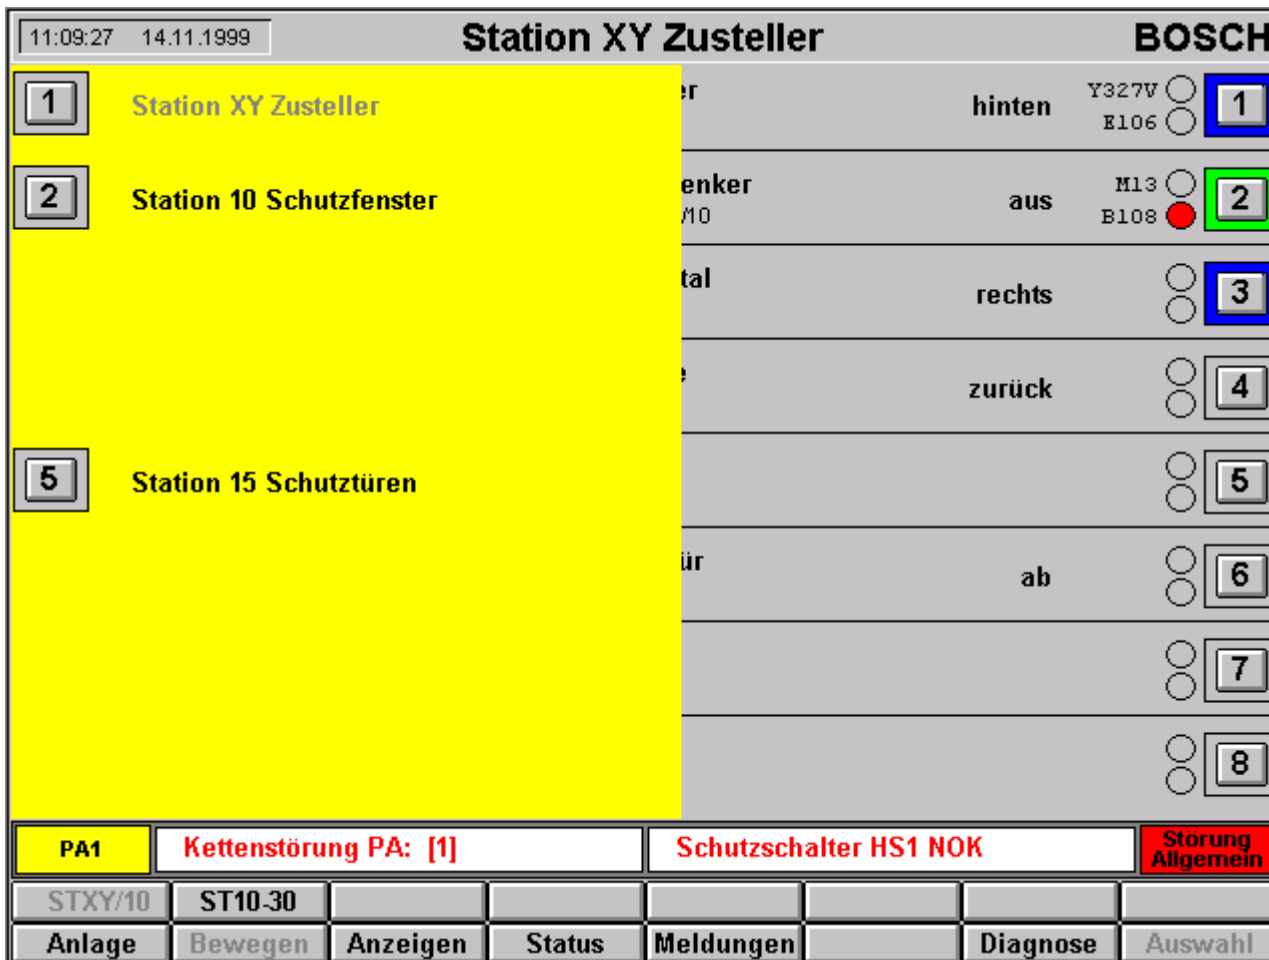 11:09:27 14.11.1999 Station XY Zusteller BOSCH
1 Station XY Zusteller er hinten Y327V 1
E106
2 Station 10 Schutzfenster enker aus M13 2
/10 B108
tal rechts 3
zurück 4
5 Station 15 Schutztüren 5
ür ab 6
7
8
PA1 Kettenstörung PA: [1] Schutzschalter HS1 NOK Störung Allgemein
STXY/10 ST10-30
Anlage Bewegen Anzeigen Status Meldungen Diagnose Auswahl